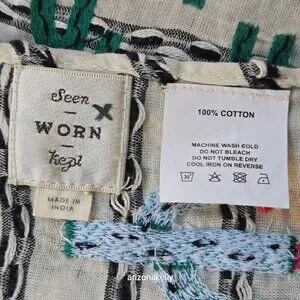 Seen
WORN
Kept
MADE IN
INDIA
100% COTTON
MACHINE WASH COLD
DO NOT BLEACH
DO NOT TUMBLE DRY
COOL IRON ON REVERSE
30
arizonakelly